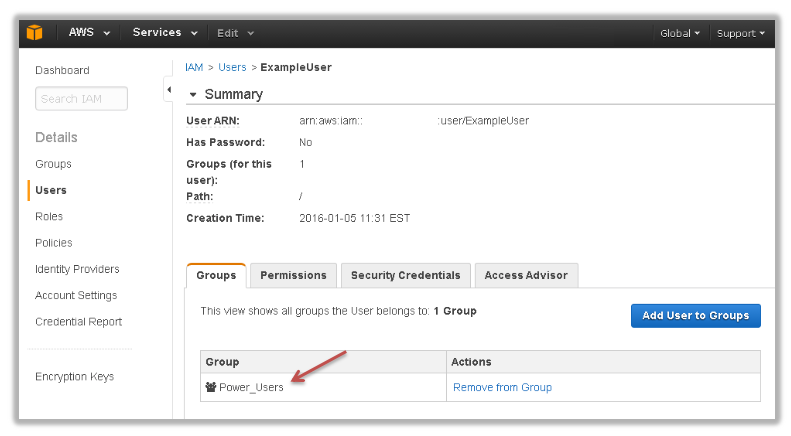 AWS Services Edit Global Support
Dashboard
Search IAM
Details
Groups
Users
Roles
Policies
Identity Providers
Account Settings
Credential Report
Encryption Keys
IAM > Users > ExampleUser
Summary
User ARN: arn:aws:iam:: :user/ExampleUser
Has Password: No
Groups (for this user): 1
Path: /
Creation Time: 2016-01-05 11:31 EST
Groups Permissions Security Credentials Access Advisor
This view shows all groups the User belongs to: 1 Group
Add User to Groups
Group Actions
Power_Users Remove from Group